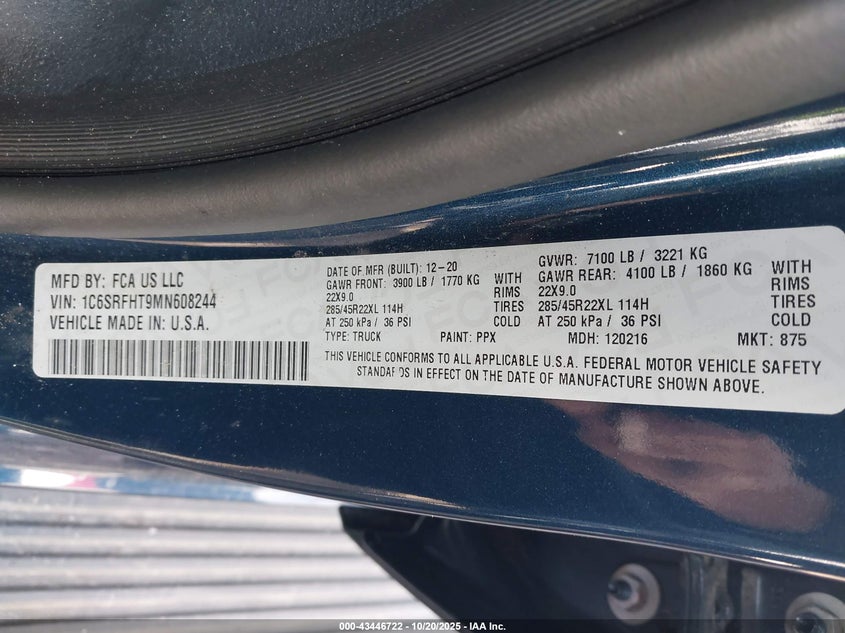 MFD BY: FCA US LLC
VIN: 1C6SRFHT9MN608244
VEHICLE MADE IN: U.S.A.
DATE OF MFR (BUILT): 12-20
GAWR FRONT: 3900 LB / 1770 KG WITH
22X9.0 RIMS
285/45R22XL 114H TIRES
AT 250 kPa / 36 PSI COLD
GVWR: 7100 LB / 3221 KG
GAWR REAR: 4100 LB / 1860 KG WITH
22X9.0 RIMS
285/45R22XL 114H TIRES
AT 250 kPa / 36 PSI COLD
TYPE: TRUCK PAINT: PPX MDH: 120216 MKT: 875
THIS VEHICLE CONFORMS TO ALL APPLICABLE U.S.A. FEDERAL MOTOR VEHICLE SAFETY
STANDARDS IN EFFECT ON THE DATE OF MANUFACTURE SHOWN ABOVE.
000-43446722 - 10/20/2025 - IAA Inc.